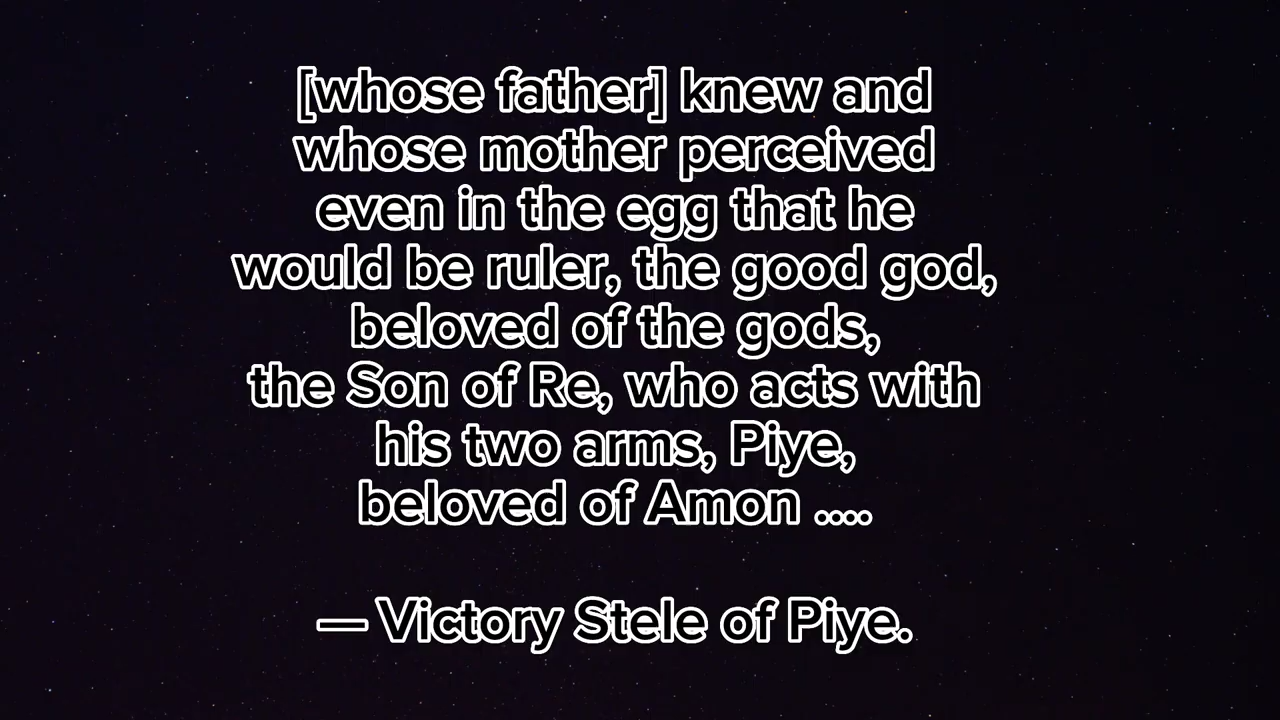 [whose father] knew and
whose mother perceived
even in the egg that he
would be ruler, the good god,
beloved of the gods,
the Son of Re, who acts with
his two arms, Piye,
beloved of Amon ....
— Victory Stele of Piye.